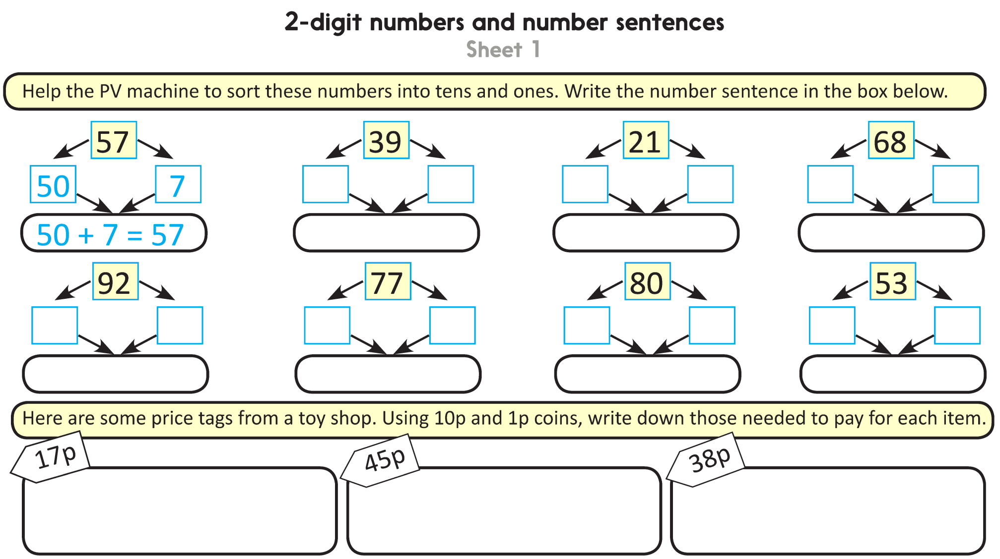 2-digit numbers and number sentences
Sheet 1
Help the PV machine to sort these numbers into tens and ones. Write the number sentence in the box below.
57 39 21 68
50 7
50 + 7 = 57
92 77 80 53
Here are some price tags from a toy shop. Using 10p and 1p coins, write down those needed to pay for each item.
17p 45p 38p